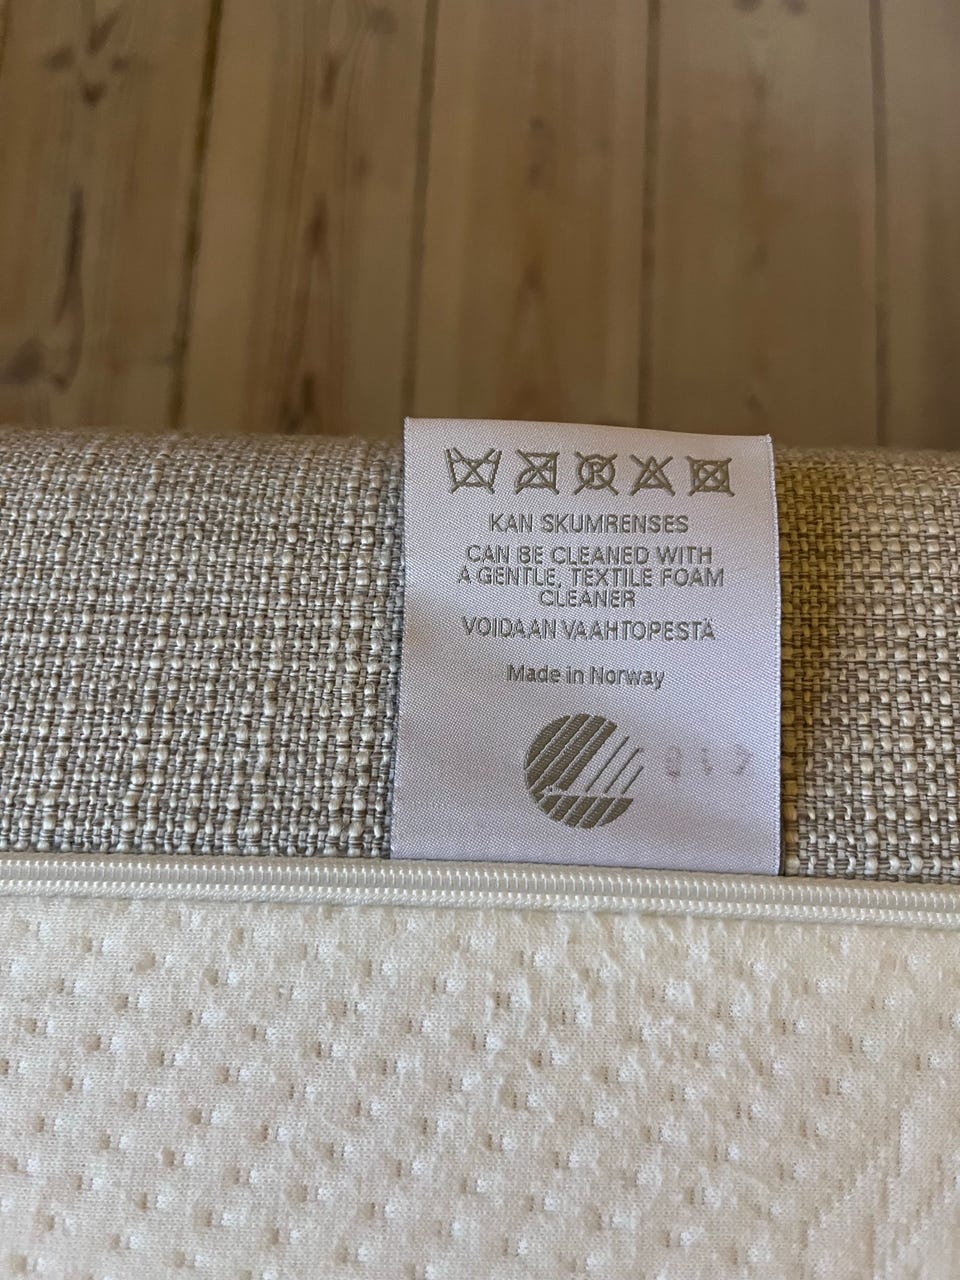 KAN SKUMRENSES
CAN BE CLEANED WITH
A GENTLE, TEXTILE FOAM
CLEANER
VOIDAAN VAAHTOPESTÄ
Made in Norway